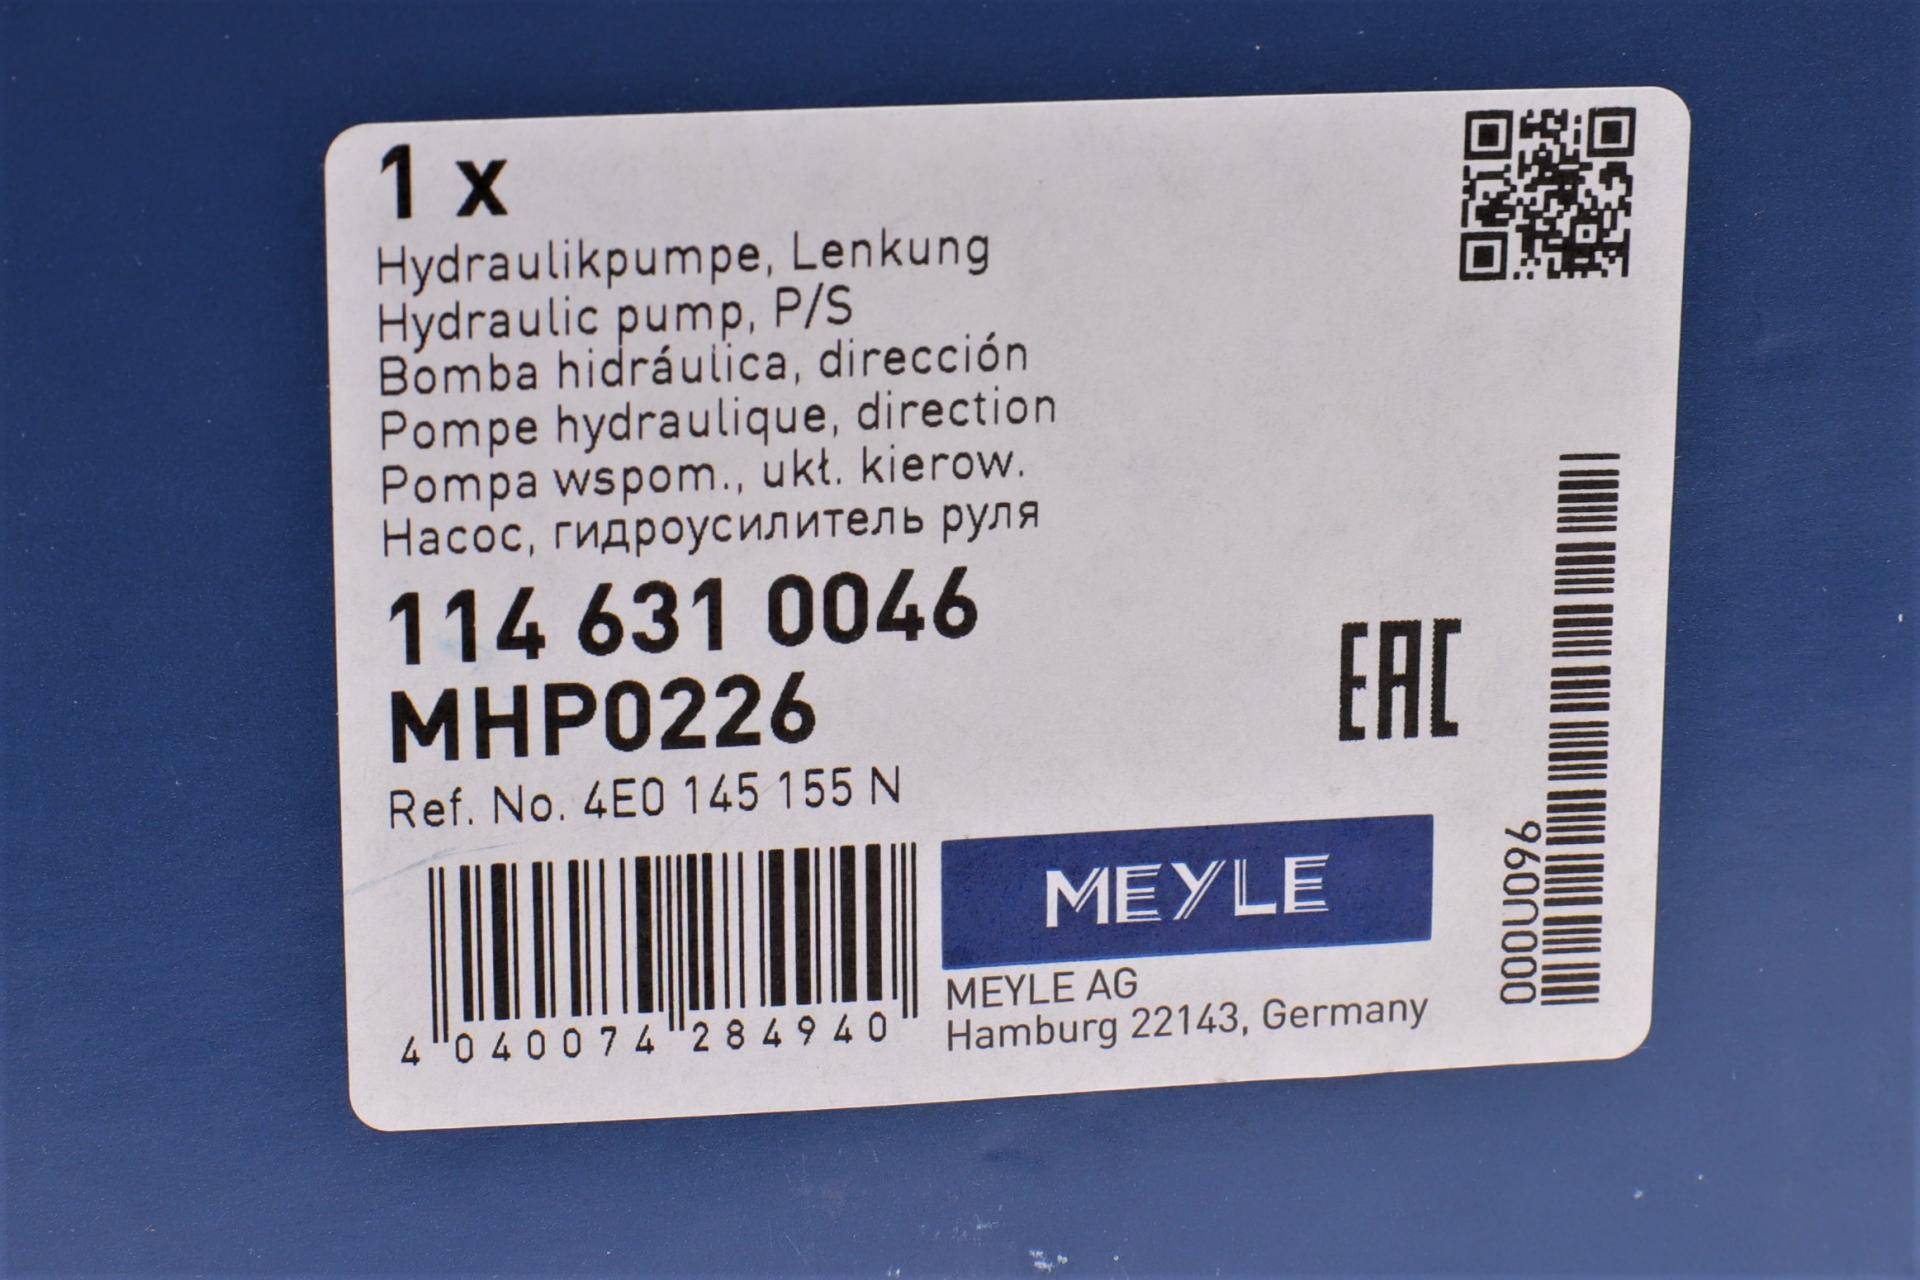 1 x
Hydraulikpumpe, Lenkung
Hydraulic pump, P/S
Bomba hidráulica, dirección
Pompe hydraulique, direction
Pompa wspom., ukł. kierow.
Насос, гидроусилитель руля
114 631 0046
MHP0226
Ref. No. 4E0 145 155 N
EAC
4 040074 284940
MEYLE
MEYLE AG
Hamburg 22143, Germany
000U096